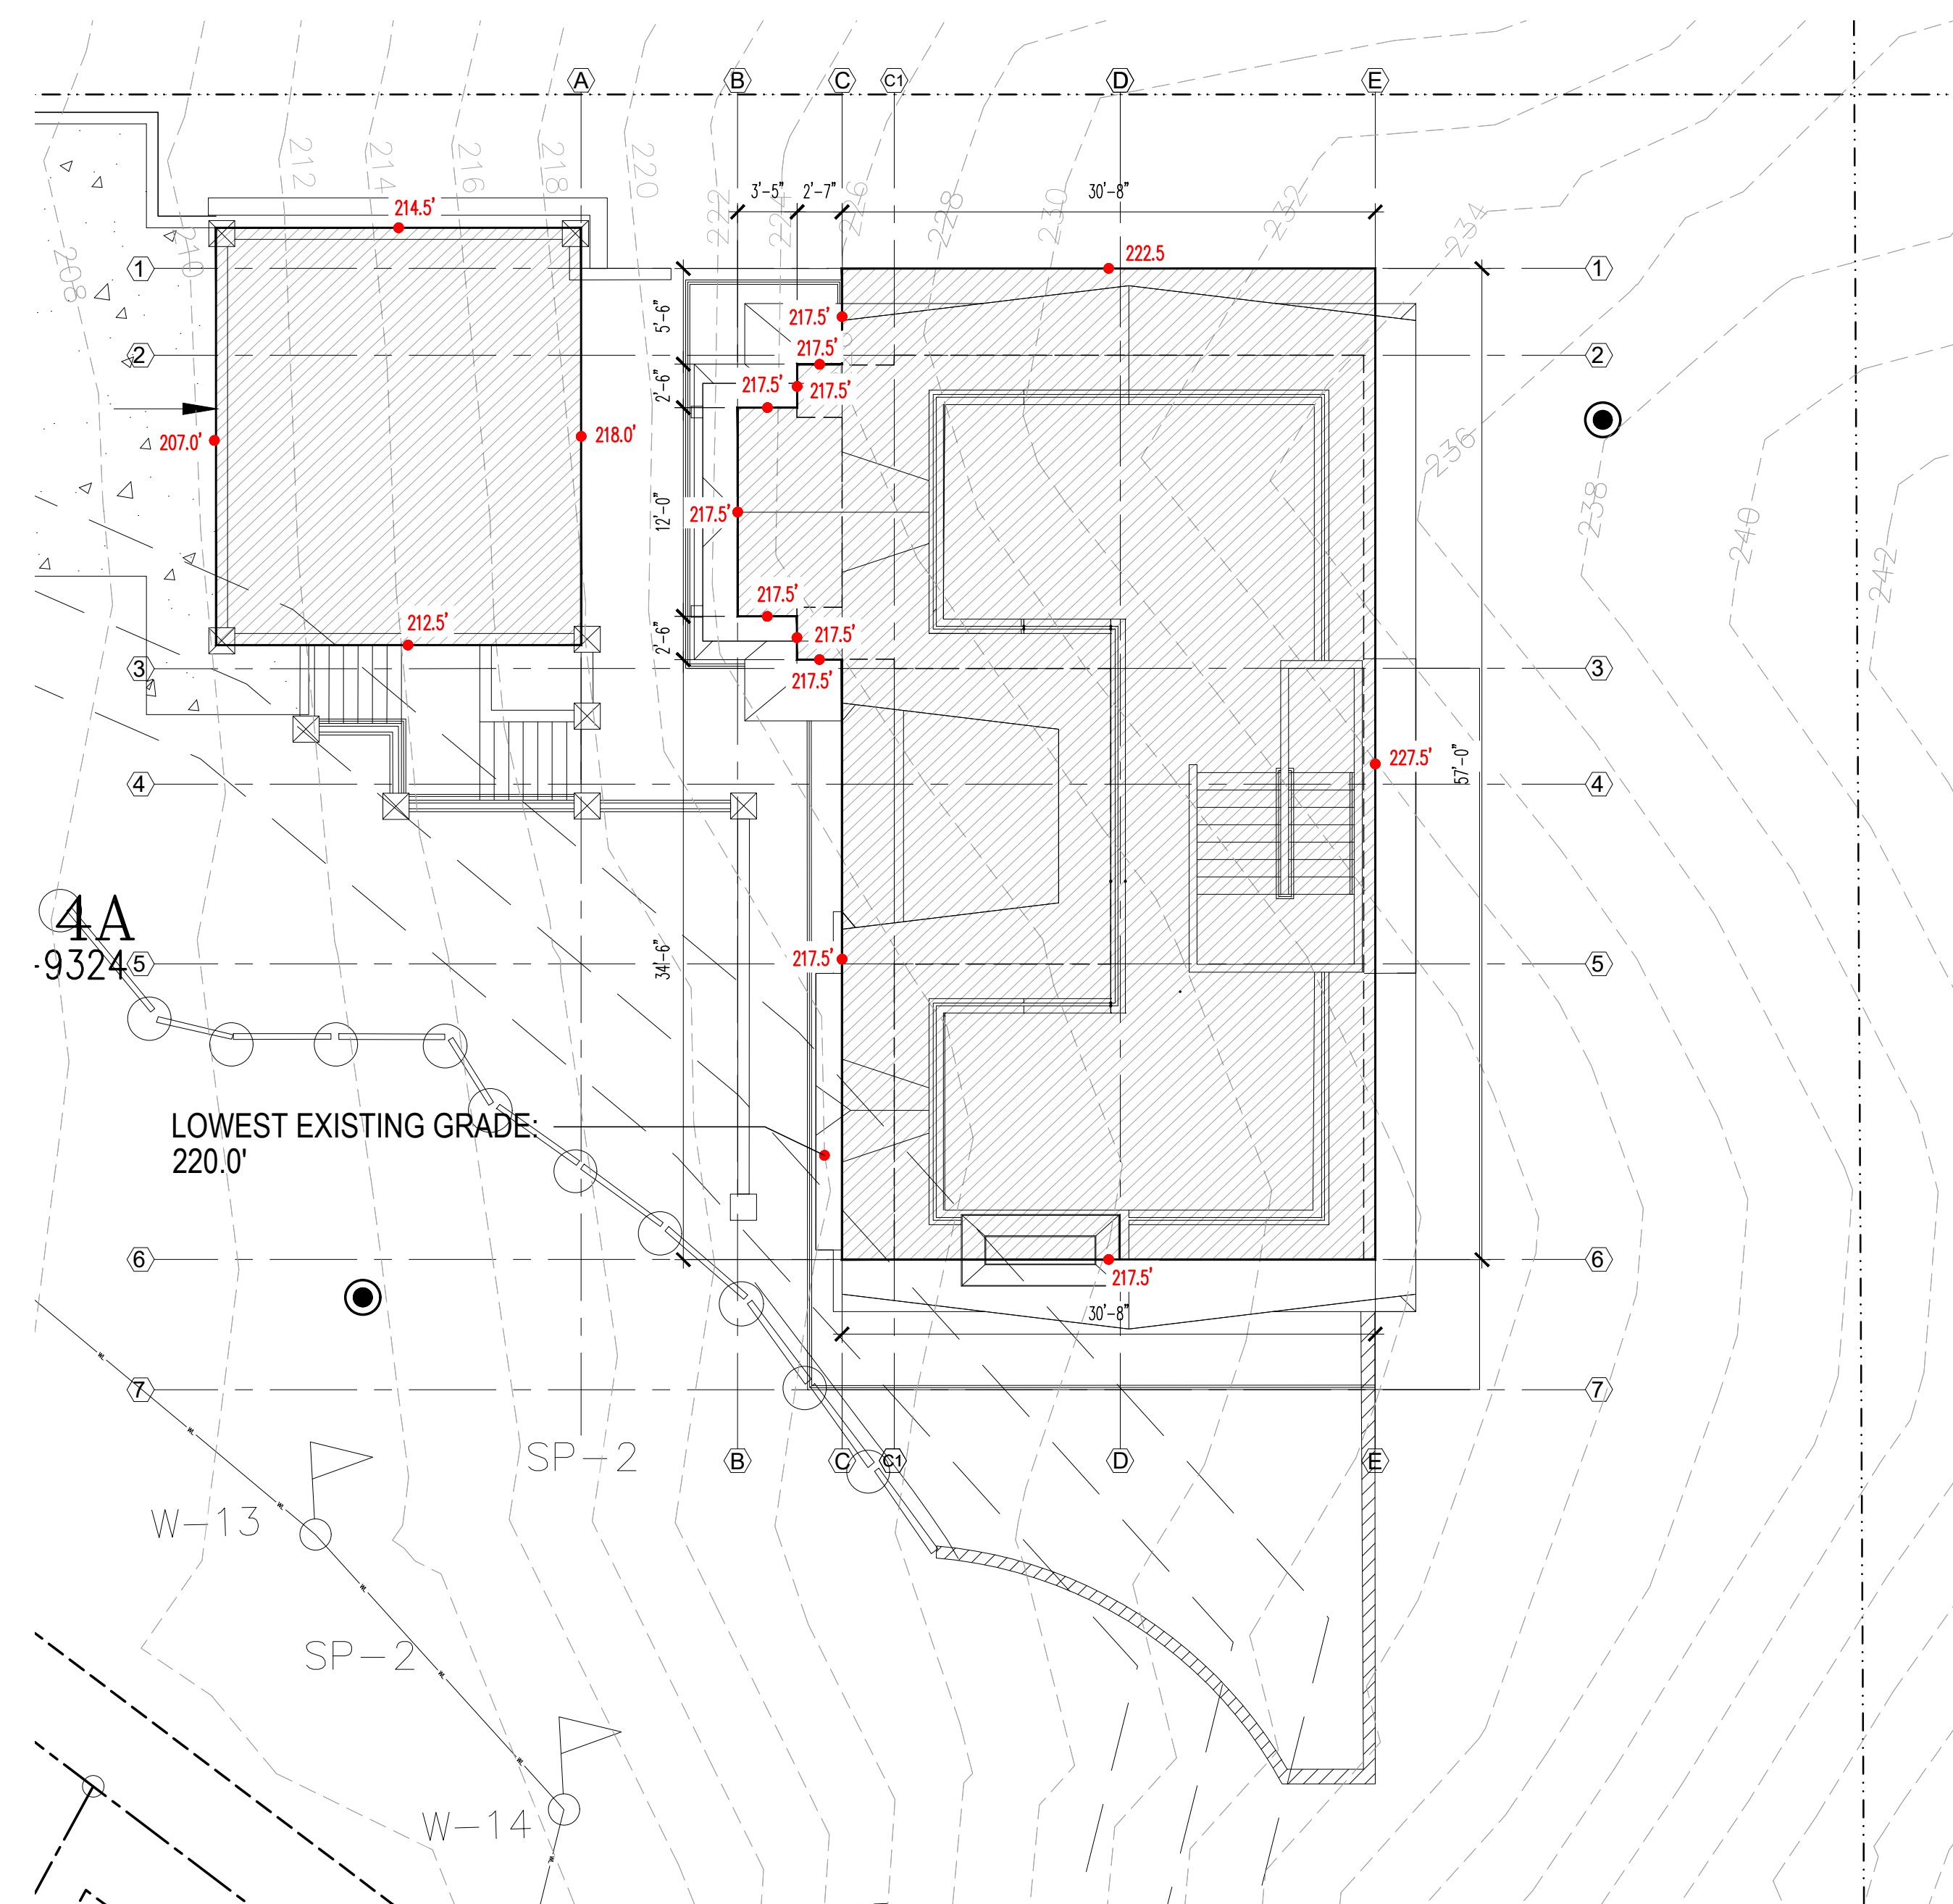 A B C C1 D E
212 214 216 218 220 222 224 226 228 230 232 234
3'-5" 2'-7" 30'-8"
214.5'
208 210
222.5
1 1
5'-6"
217.5'
2 2
217.5'
2'-6" 217.5' 217.5'
207.0' 218.0'
236
238 240 242
12'-0" 217.5'
217.5'
212.5'
2'-6" 217.5'
3 3
217.5'
227.5'
57'-0"
4 4
4A
-9324
5 5
34'-6" 217.5'
LOWEST EXISTING GRADE:
220.0'
6 6
217.5'
30'-8"
7 7
B C C1 D E
SP-2
W-13
SP-2
W-14